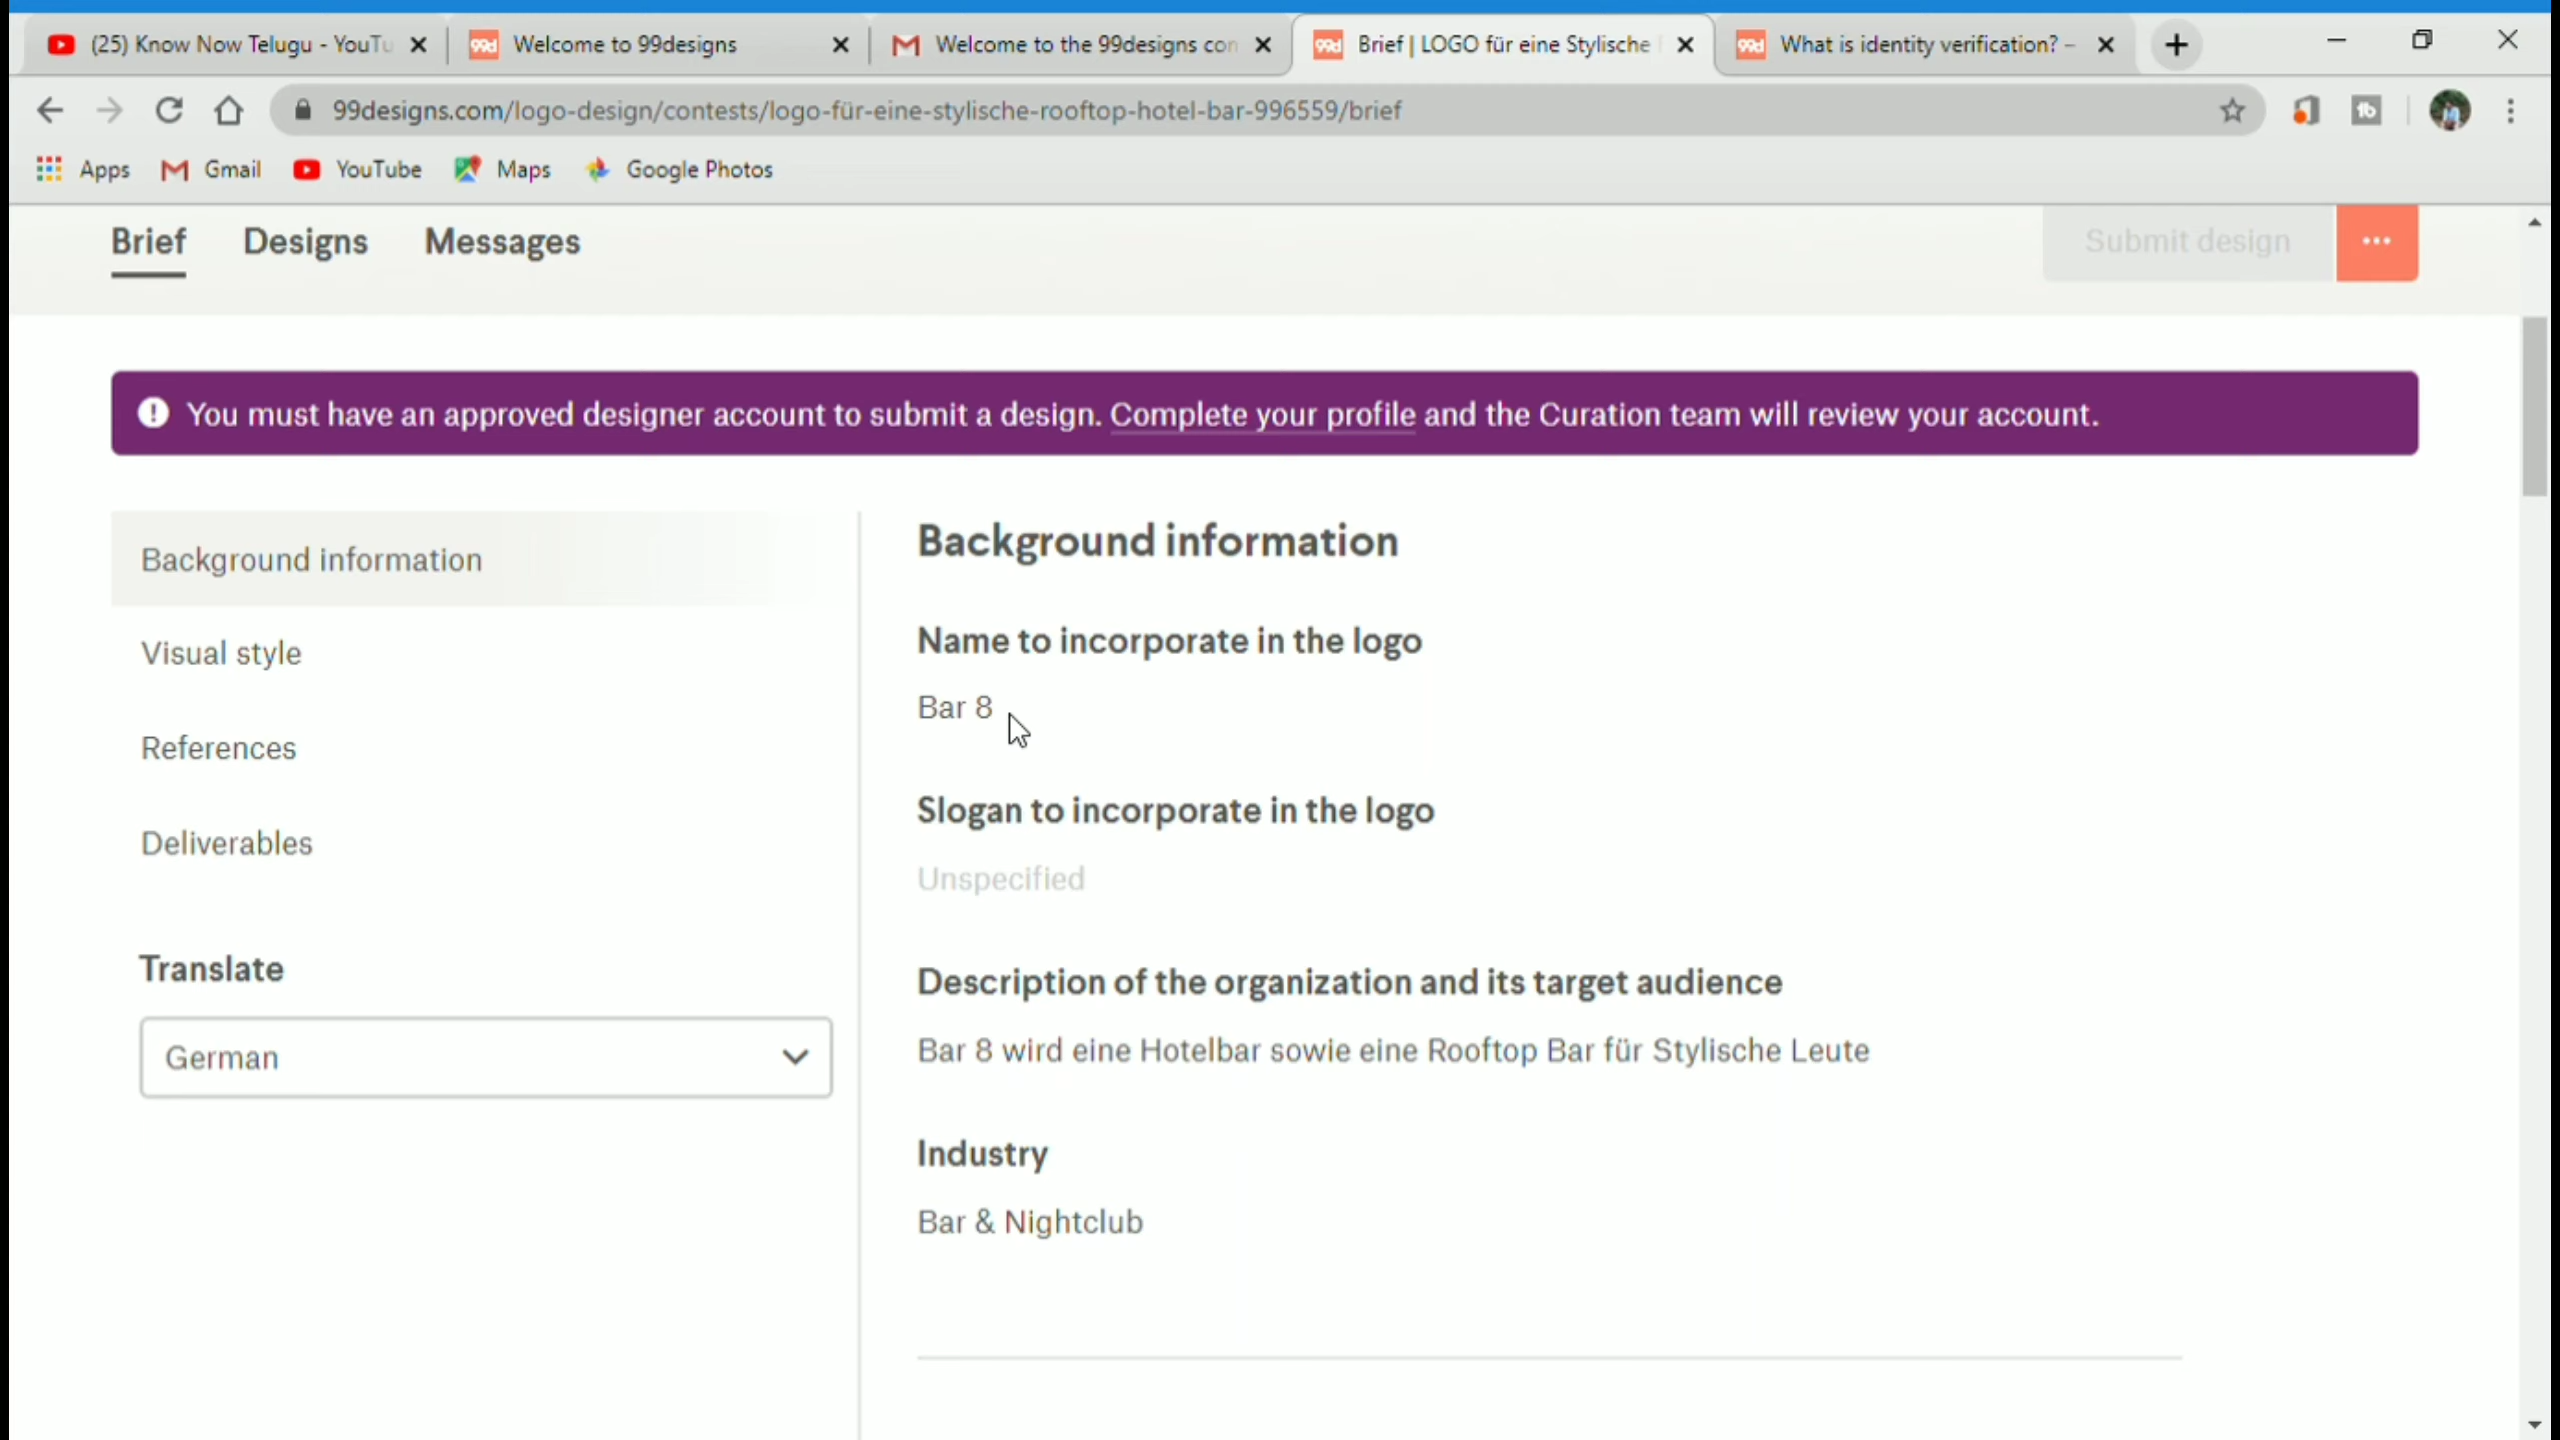 (25) Know Now Telugu - YouTu
Welcome to 99designs
Welcome to the 99designs con
Brief | LOGO für eine Stylische
What is identity verification? –
99designs.com/logo-design/contests/logo-für-eine-stylische-rooftop-hotel-bar-996559/brief
Apps
Gmail
YouTube
Maps
Google Photos
Brief
Designs
Messages
Submit design
You must have an approved designer account to submit a design. Complete your profile and the Curation team will review your account.
Background information
Visual style
References
Deliverables
Translate
German
Background information
Name to incorporate in the logo
Bar 8
Slogan to incorporate in the logo
Unspecified
Description of the organization and its target audience
Bar 8 wird eine Hotelbar sowie eine Rooftop Bar für Stylische Leute
Industry
Bar & Nightclub